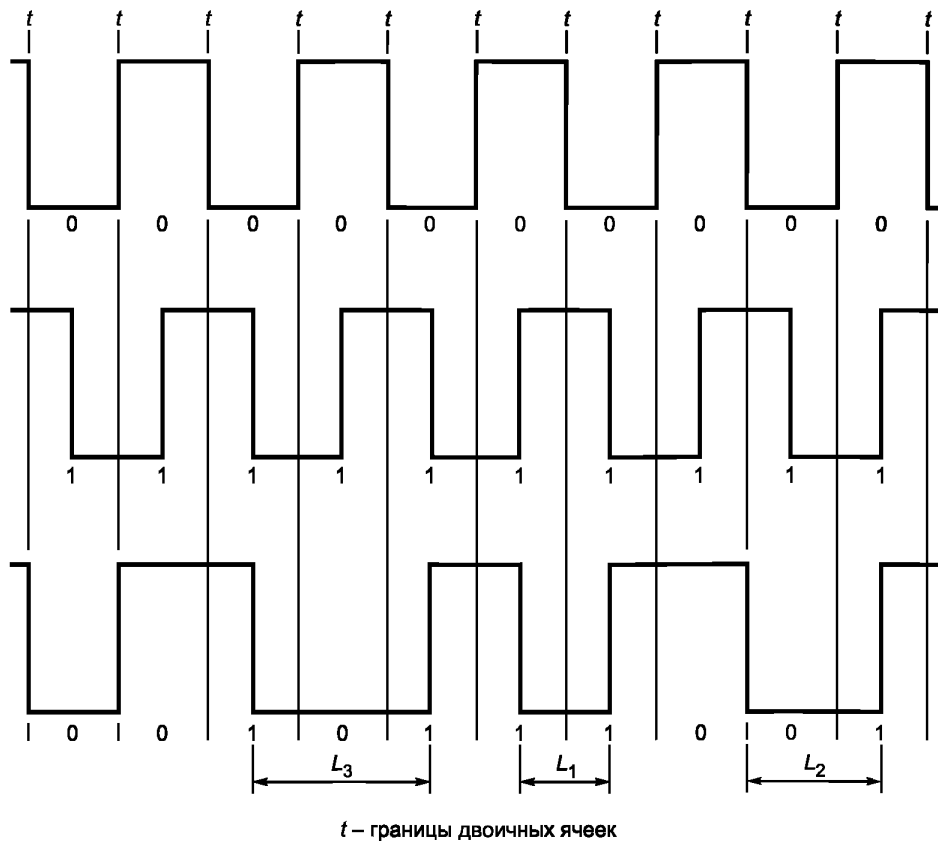 t t t t t t t t t t t
0 0 0 0 0 0 0 0 0 0
1 1 1 1 1 1 1 1 1 1
0 0 1 0 1 1 1 0 0 1
L3 L1 L2
t – границы двоичных ячеек